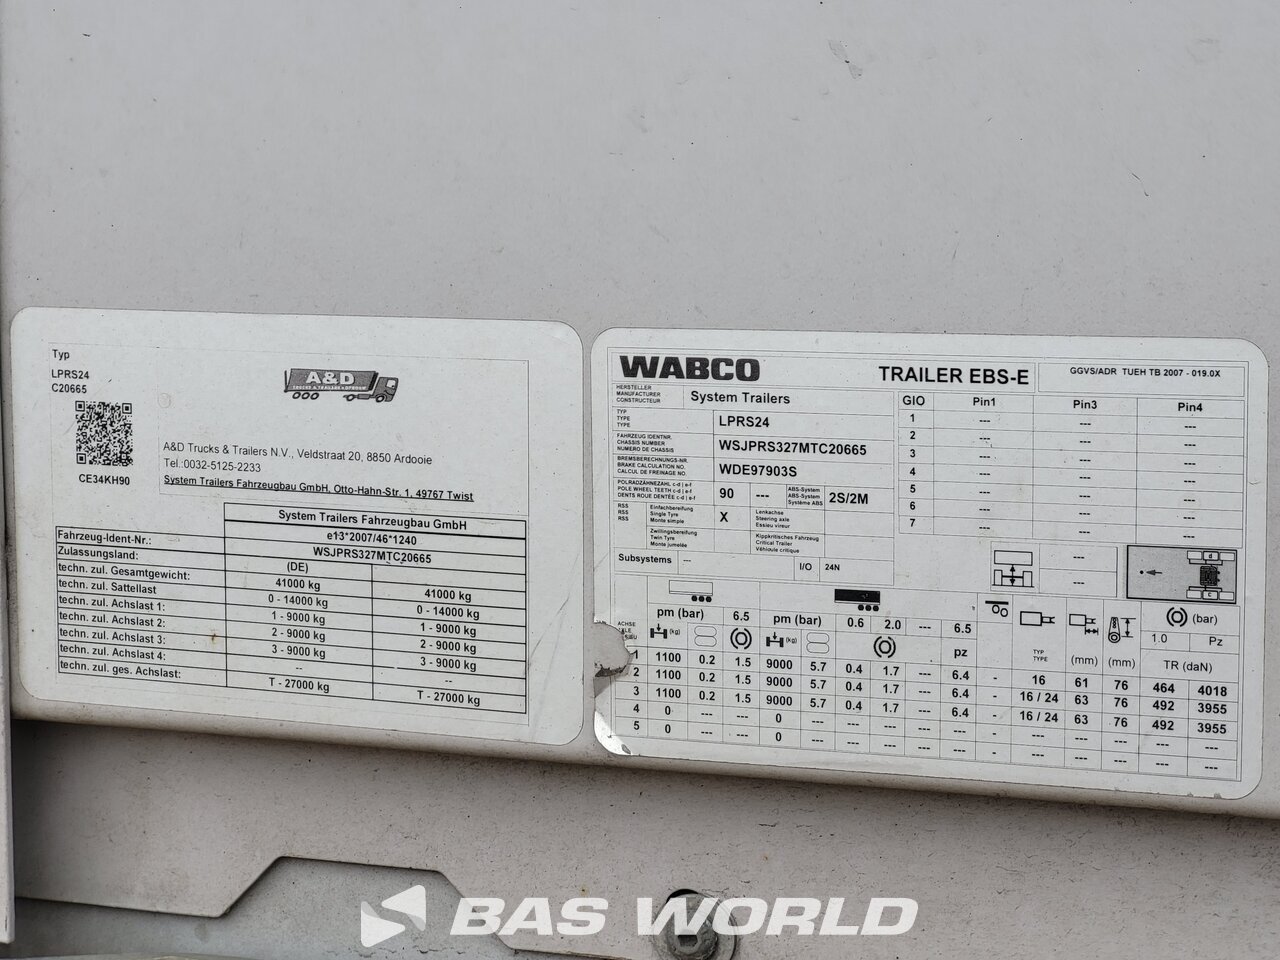 Typ
LPRS24
C20665
CE34KH90
A&D
TRUCKS & TRAILERS • OPBOUW
A&D Trucks & Trailers N.V., Veldstraat 20, 8850 Ardooie
Tel.:0032-5125-2233
System Trailers Fahrzeugbau GmbH, Otto-Hahn-Str. 1, 49767 Twist
System Trailers Fahrzeugbau GmbH
e13*2007/46*1240
Fahrzeug-Ident-Nr.: WSJPRS327MTC20665
Zulassungsland: (DE)
techn. zul. Gesamtgewicht: 41000 kg 41000 kg
techn. zul. Sattellast 0 - 14000 kg 0 - 14000 kg
techn. zul. Achslast 1: 1 - 9000 kg 1 - 9000 kg
techn. zul. Achslast 2: 2 - 9000 kg 2 - 9000 kg
techn. zul. Achslast 3: 3 - 9000 kg 3 - 9000 kg
techn. zul. Achslast 4: -- --
techn. zul. ges. Achslast: T - 27000 kg T - 27000 kg
WABCO TRAILER EBS-E GGVS/ADR TUEH TB 2007 - 019.0X
HERSTELLER
MANUFACTURER
CONSTRUCTEUR
System Trailers
TYP
TYPE
TYPE
LPRS24
FAHRZEUG IDENTNR.
CHASSIS NUMBER
NUMERO DE CHASSIS
WSJPRS327MTC20665
BREMSBERECHNUNGS-NR.
BRAKE CALCULATION NO.
CALCUL DE FREINAGE NO.
WDE97903S
POLRADZÄHNEZAHL c-d | e-f
POLE WHEEL TEETH c-d | e-f
DENTS ROUE DENTÉE c-d | e-f
90 ---
ABS-System
ABS-System
Système ABS
2S/2M
RSS Einfachbereifung
RSS Single Tyre
RSS Monte simple
X
Lenkachse
Steering axle
Essieu vireur
Zwillingsbereifung
Twin Tyre
Monte jumelée
Kippkritisches Fahrzeug
Critical Trailer
Véhicule critique
Subsystems --- I/O 24N
GIO Pin1 Pin3 Pin4
1 --- --- ---
2 --- --- ---
3 --- --- ---
4 --- --- ---
5 --- --- ---
6 --- --- ---
7 --- --- ---
---
---
d
c
pm (bar) 6.5 pm (bar) 0.6 2.0 --- 6.5 (bar)
ACHSE (kg) (kg) pz TYP TYPE (mm) (mm) 1.0 Pz
TR (daN)
1 1100 0.2 1.5 9000 5.7 0.4 1.7 --- 6.4 - 16 61 76 464 4018
2 1100 0.2 1.5 9000 5.7 0.4 1.7 --- 6.4 - 16 / 24 63 76 492 3955
3 1100 0.2 1.5 9000 5.7 0.4 1.7 --- 6.4 - 16 / 24 63 76 492 3955
4 0 --- --- 0 --- --- --- --- --- - --- --- --- --- ---
5 0 --- --- 0 --- --- --- --- --- - --- --- --- --- ---
BAS WORLD